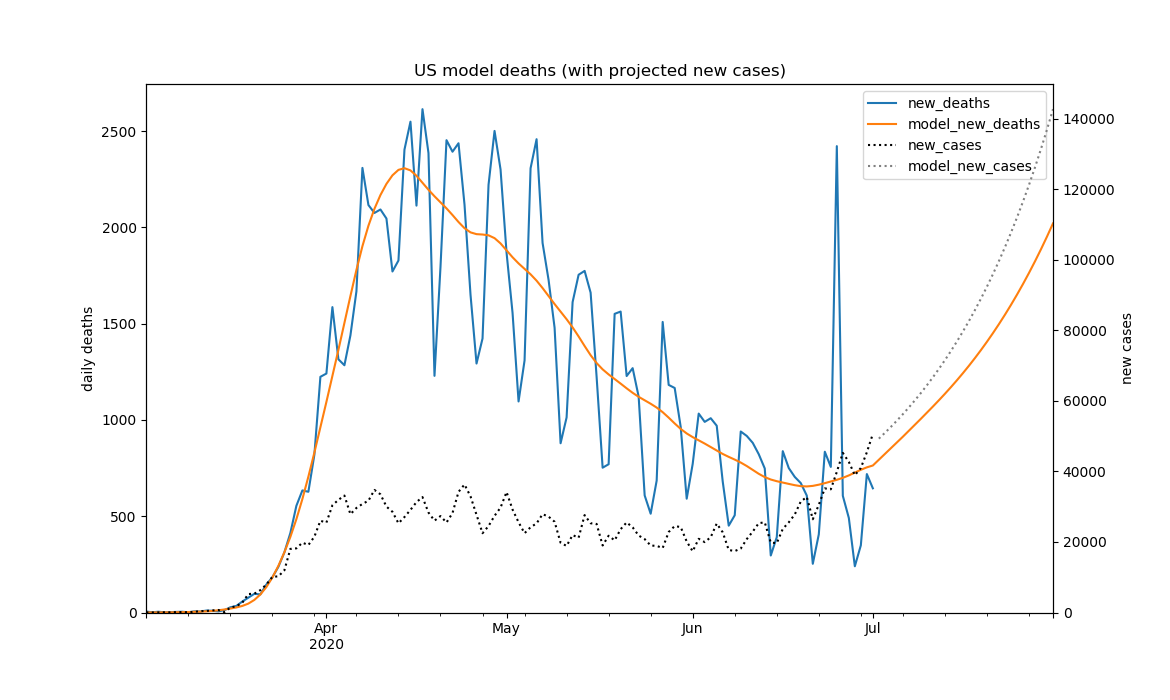 US model deaths (with projected new cases)
new_deaths
model_new_deaths
new_cases
model_new_cases
daily deaths
2500
2000
1500
1000
500
0
140000
120000
100000
80000
60000
40000
20000
0
new cases
Apr
2020
May
Jun
Jul